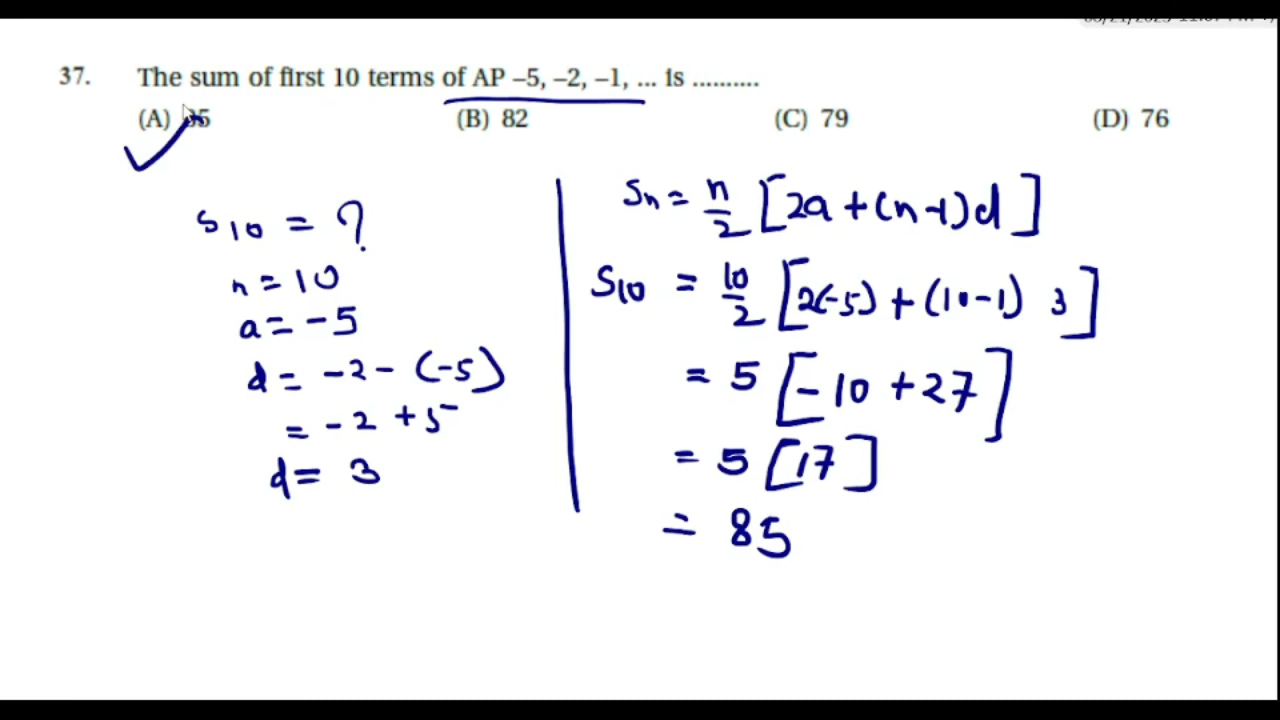 37. The sum of first 10 terms of AP –5, –2, –1, ... is ..........
(A) 85 (B) 82 (C) 79 (D) 76
S10 = ?
n = 10
a = -5
d = -2 - (-5)
= -2 + 5
d = 3
Sn = n/2 [2a + (n-1)d]
S10 = 10/2 [2(-5) + (10-1) 3]
= 5 [-10 + 27]
= 5 [17]
= 85